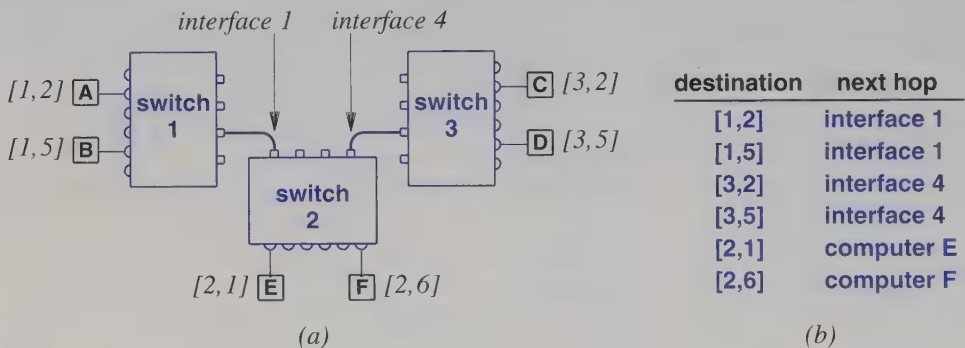 interface 1 interface 4
[1,2] A
[1,5] B
switch
1
switch
3
C [3,2]
D [3,5]
switch
2
[2,1] E
F [2,6]
(a)
destination next hop
[1,2] interface 1
[1,5] interface 1
[3,2] interface 4
[3,5] interface 4
[2,1] computer E
[2,6] computer F
(b)